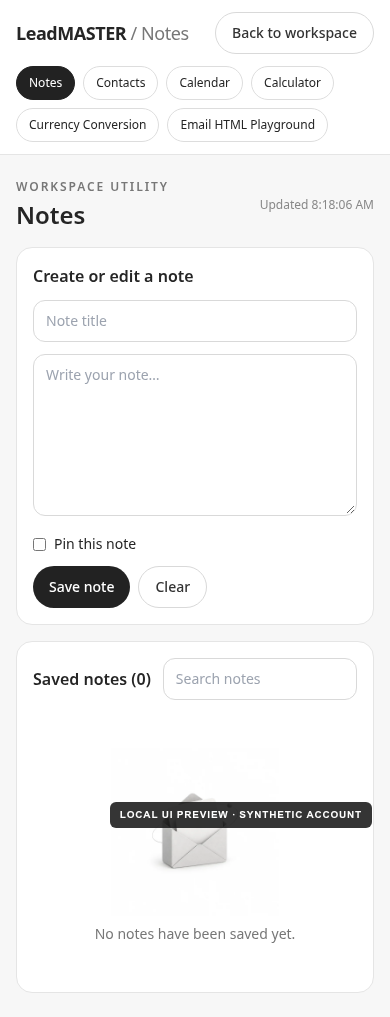 LeadMASTER / Notes
Back to workspace
Notes
Contacts
Calendar
Calculator
Currency Conversion
Email HTML Playground
WORKSPACE UTILITY
Notes
Updated 8:18:06 AM
Create or edit a note
Note title
Write your note...
Pin this note
Save note
Clear
Saved notes (0)
Search notes
LOCAL UI PREVIEW · SYNTHETIC ACCOUNT
No notes have been saved yet.